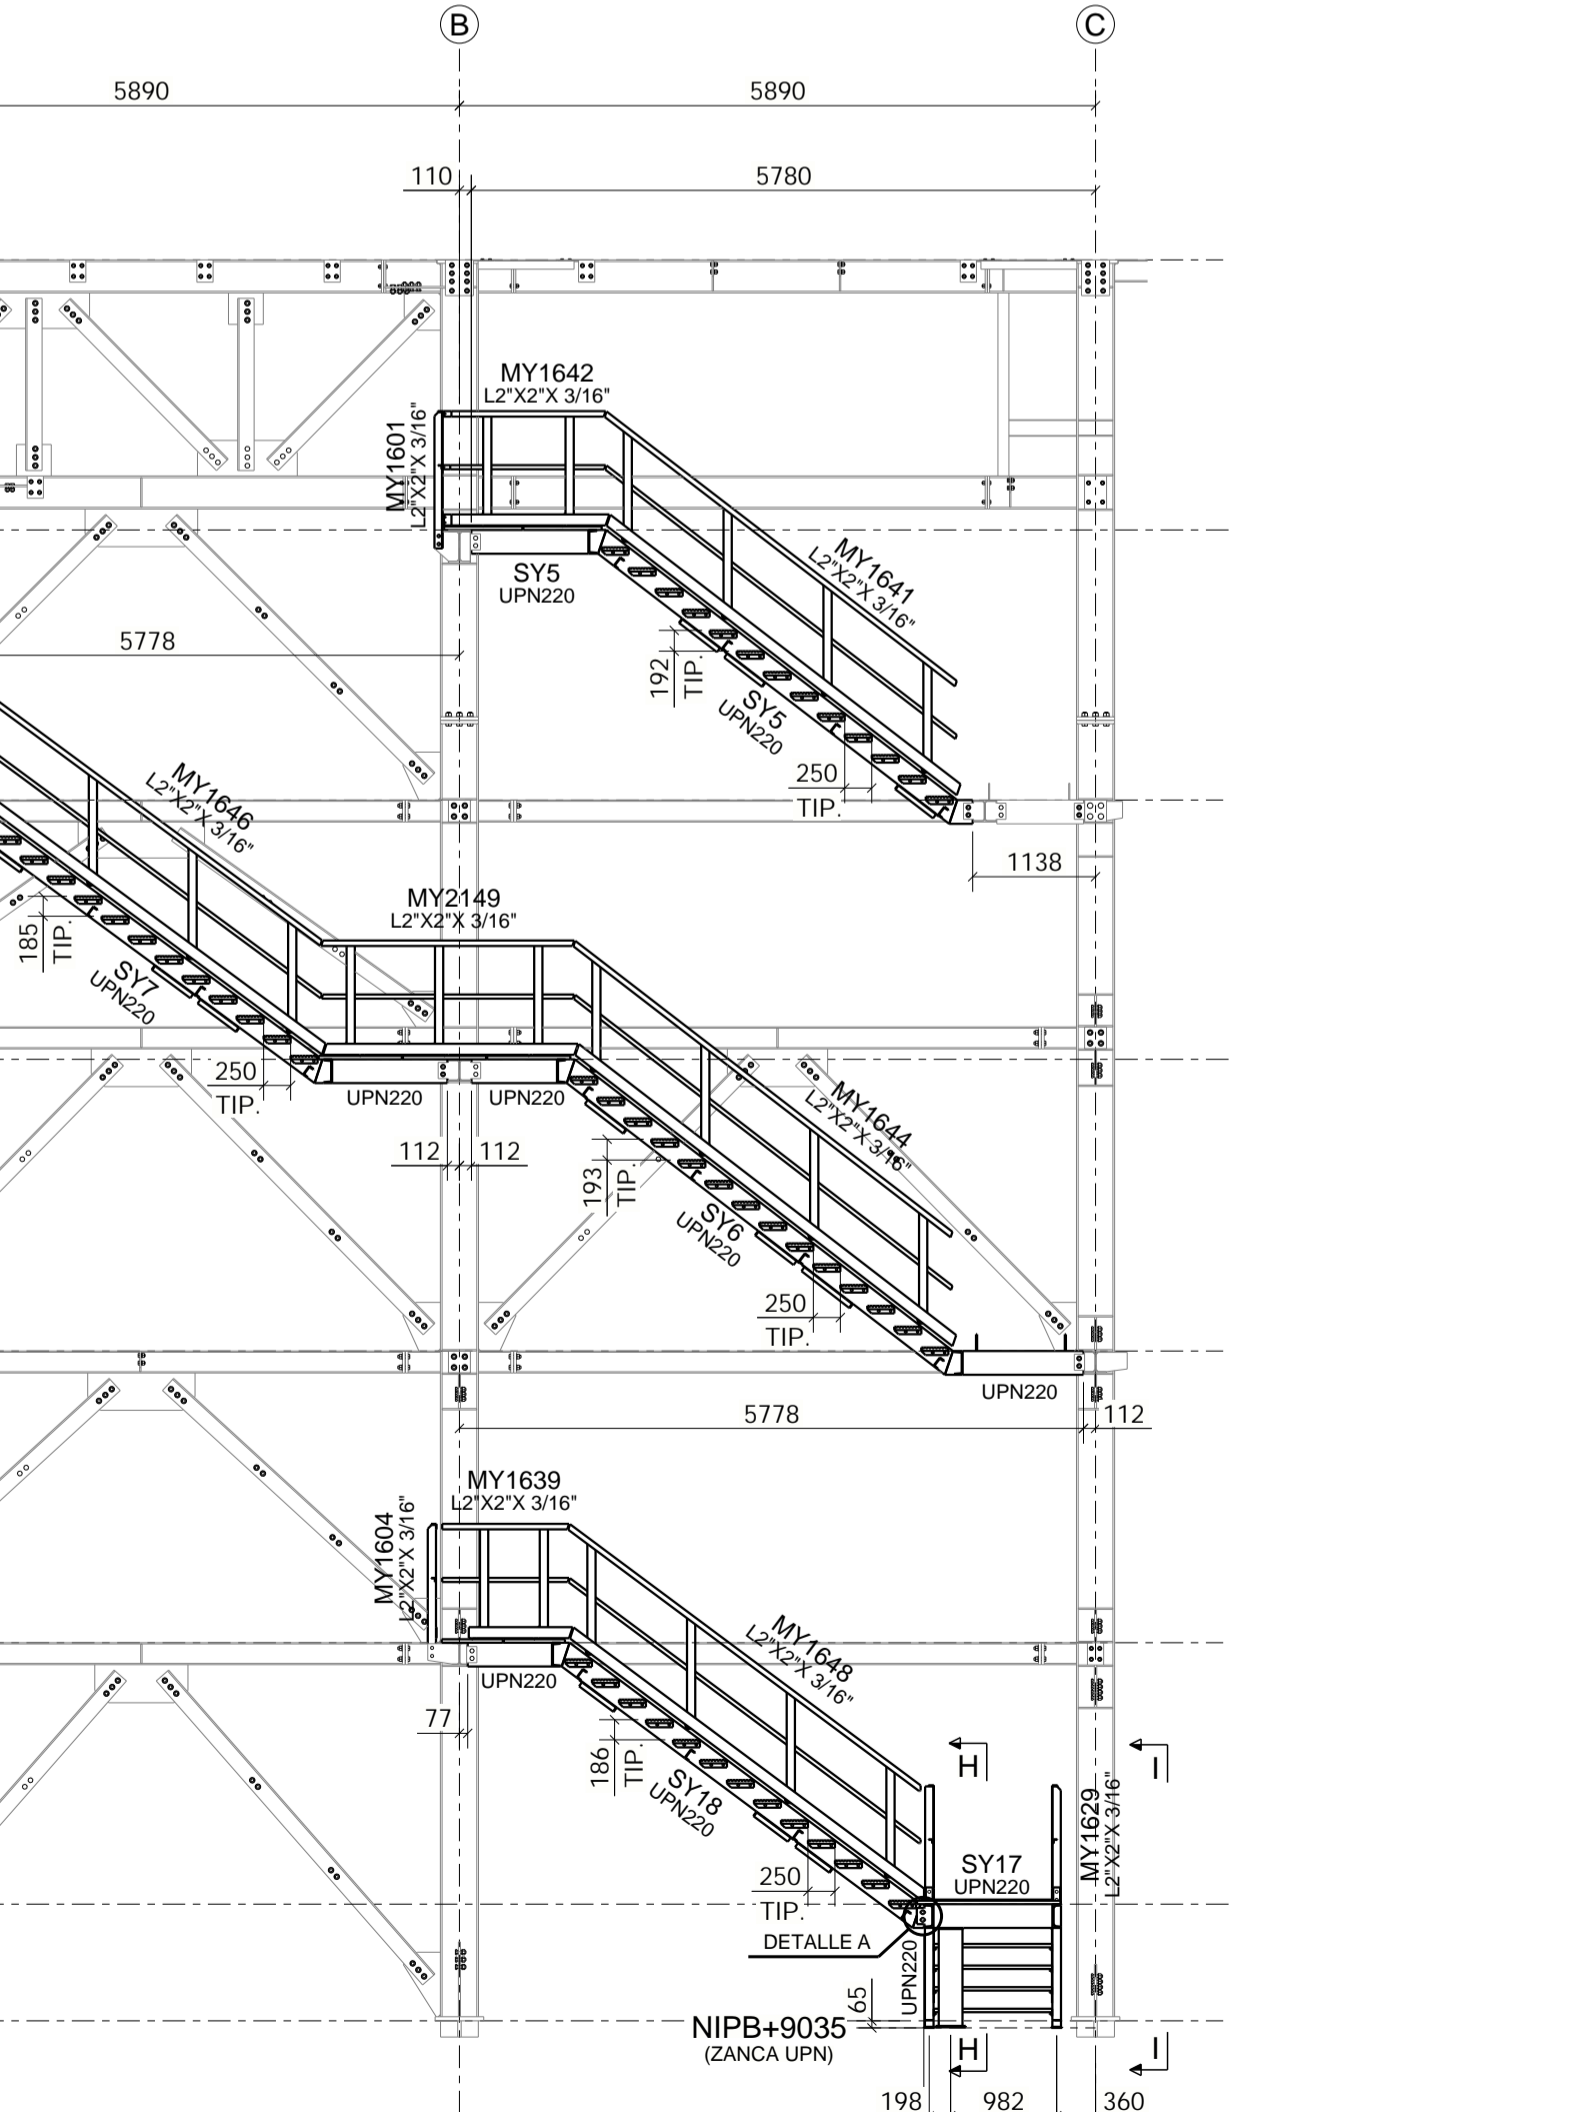 B
C
5890
5890
110
5780
MY1642
L2"X2"X 3/16"
MY1601
L2"X2"X 3/16"
MY1641
L2"X2"X 3/16"
SY5
UPN220
5778
192
TIP.
SY5
UPN220
250
TIP.
MY1646
L2"X2"X 3/16"
1138
MY2149
L2"X2"X 3/16"
185
TIP.
SY7
UPN220
250
TIP.
UPN220
UPN220
MY1644
L2"X2"X 3/16"
112
112
193
TIP.
SY6
UPN220
250
TIP.
UPN220
5778
112
MY1639
L2"X2"X 3/16"
MY1604
L2"X2"X 3/16"
MY1648
L2"X2"X 3/16"
UPN220
77
186
TIP.
SY18
UPN220
H
I
MY1629
L2"X2"X 3/16"
SY17
UPN220
250
TIP.
DETALLE A
UPN220
65
NIPB+9035
(ZANCA UPN)
H
I
198
982
360